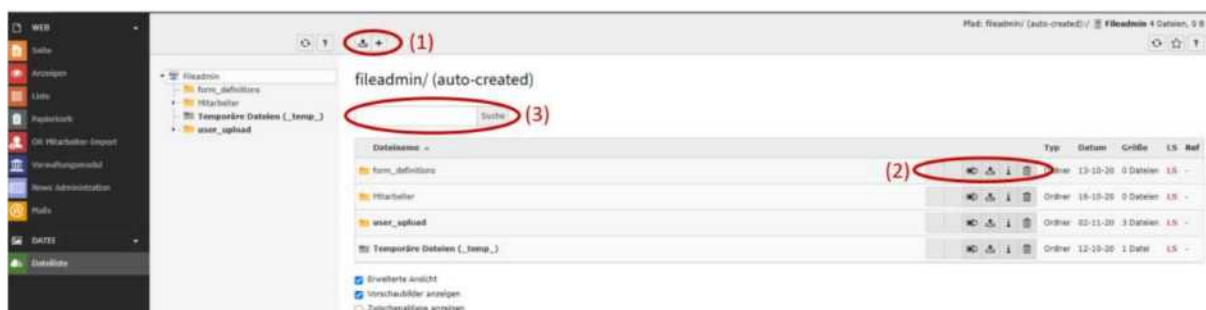 Pfad: fileadmin/ (auto-created):/ Fileadmin 4 Dateien, 0 B
WEB
Seite
Anzeigen
Liste
Papierkorb
OK Mitarbeiter-Import
Verwaltungsmodul
News Administration
Mails
DATEI
Dateiliste
?
Fileadmin
form_definitions
Mitarbeiter
Temporäre Dateien (_temp_)
user_upload
+ (1)
?
fileadmin/ (auto-created)
Suche (3)
Dateiname Typ Datum Größe LS Ref
form_definitions (2) Ordner 13-10-20 0 Dateien LS -
Mitarbeiter Ordner 16-10-20 0 Dateien LS -
user_upload Ordner 02-11-20 3 Dateien LS -
Temporäre Dateien (_temp_) Ordner 12-10-20 1 Datei LS -
Erweiterte Ansicht
Vorschaubilder anzeigen
Zwischenablage anzeigen